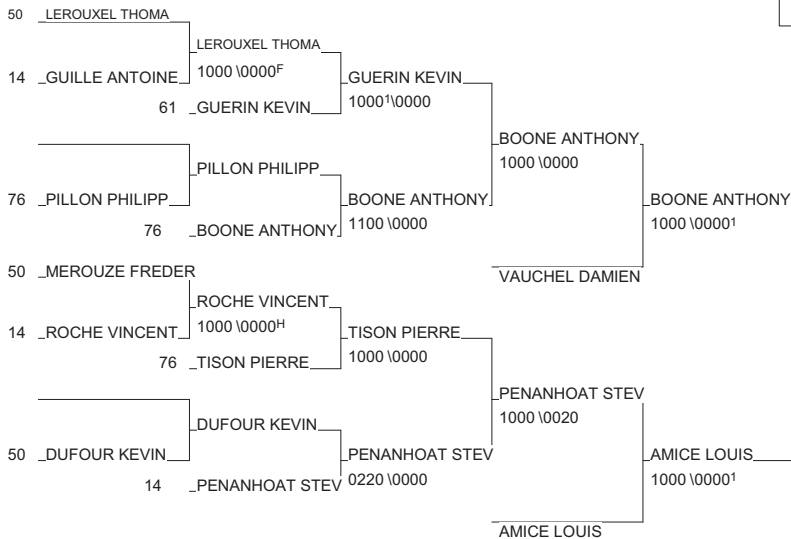 50 LEROUXEL THOMA
LEROUXEL THOMA
1000 \0000F
14 GUILLE ANTOINE
GUERIN KEVIN
1000¹\0000
61 GUERIN KEVIN
BOONE ANTHONY
1000 \0000
PILLON PHILIPP
76 PILLON PHILIPP
BOONE ANTHONY
1100 \0000
BOONE ANTHONY
1000 \0000¹
76 BOONE ANTHONY
50 MEROUZE FREDER
VAUCHEL DAMIEN
ROCHE VINCENT
1000 \0000H
14 ROCHE VINCENT
TISON PIERRE
1000 \0000
76 TISON PIERRE
PENANHOAT STEV
1000 \0020
DUFOUR KEVIN
50 DUFOUR KEVIN
PENANHOAT STEV
0220 \0000
AMICE LOUIS
1000 \0000¹
14 PENANHOAT STEV
AMICE LOUIS